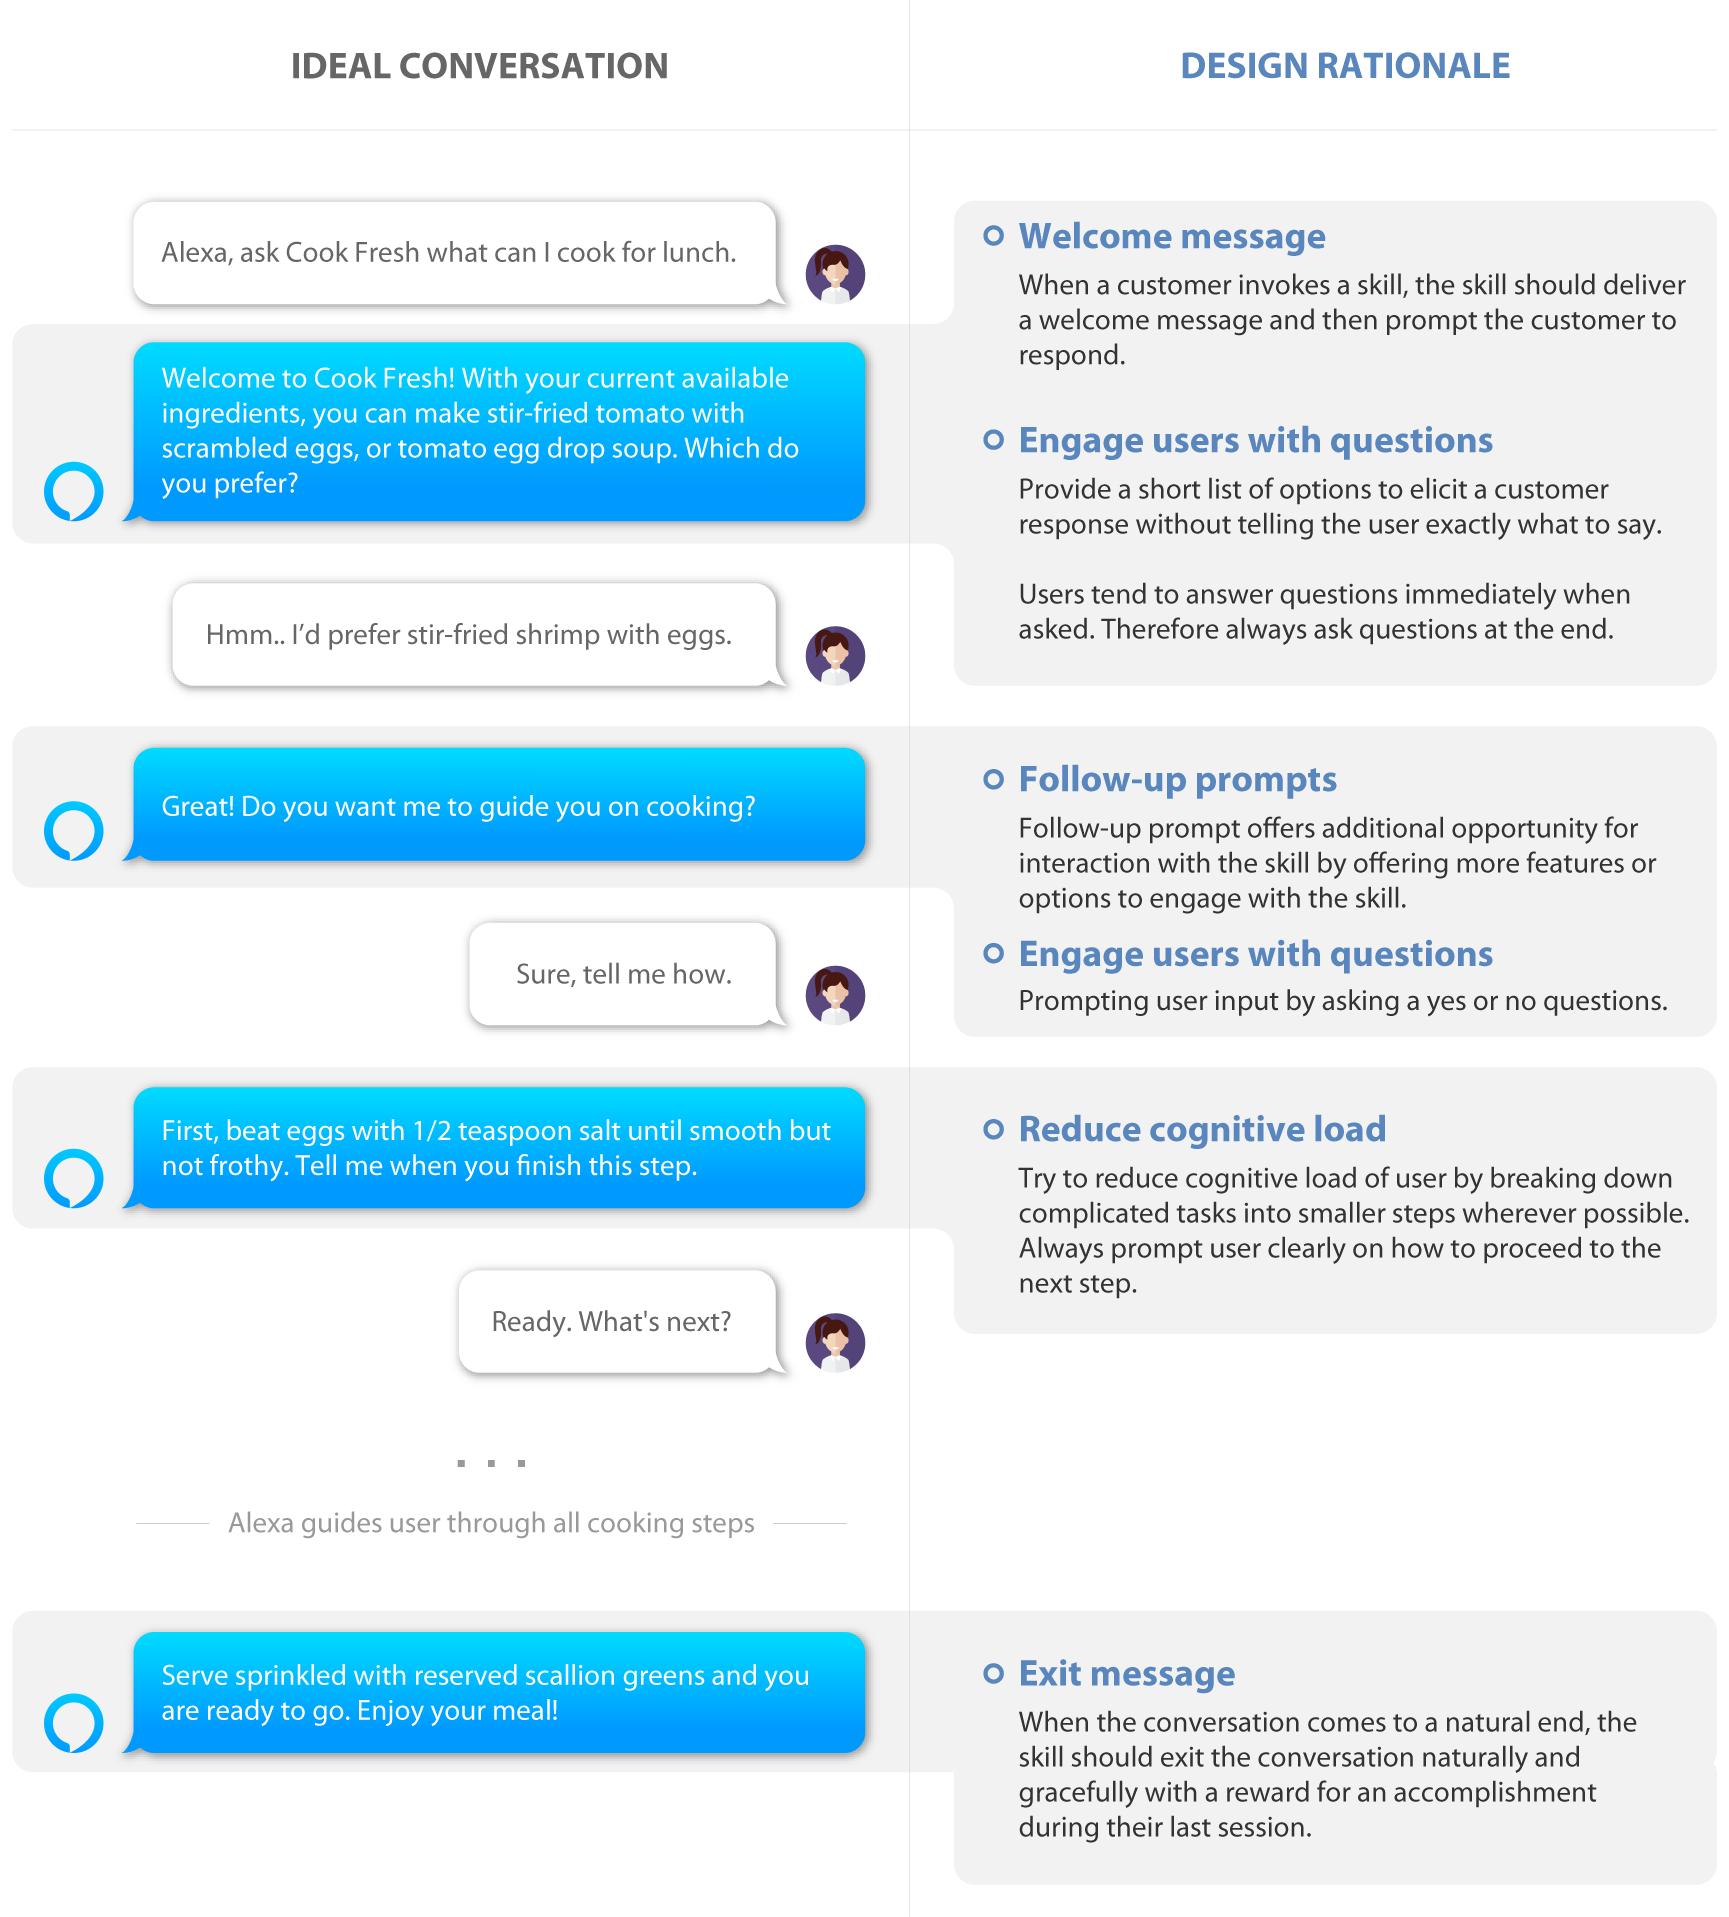 IDEAL CONVERSATION
DESIGN RATIONALE
Alexa, ask Cook Fresh what can I cook for lunch.
Welcome to Cook Fresh! With your current available
ingredients, you can make stir-fried tomato with
scrambled eggs, or tomato egg drop soup. Which do
you prefer?
Hmm.. I’d prefer stir-fried shrimp with eggs.
Welcome message
When a customer invokes a skill, the skill should deliver
a welcome message and then prompt the customer to
respond.
Engage users with questions
Provide a short list of options to elicit a customer
response without telling the user exactly what to say.
Users tend to answer questions immediately when
asked. Therefore always ask questions at the end.
Great! Do you want me to guide you on cooking?
Sure, tell me how.
Follow-up prompts
Follow-up prompt offers additional opportunity for
interaction with the skill by offering more features or
options to engage with the skill.
Engage users with questions
Prompting user input by asking a yes or no questions.
First, beat eggs with 1/2 teaspoon salt until smooth but
not frothy. Tell me when you finish this step.
Ready. What's next?
Reduce cognitive load
Try to reduce cognitive load of user by breaking down
complicated tasks into smaller steps wherever possible.
Always prompt user clearly on how to proceed to the
next step.
. . .
Alexa guides user through all cooking steps
Serve sprinkled with reserved scallion greens and you
are ready to go. Enjoy your meal!
Exit message
When the conversation comes to a natural end, the
skill should exit the conversation naturally and
gracefully with a reward for an accomplishment
during their last session.